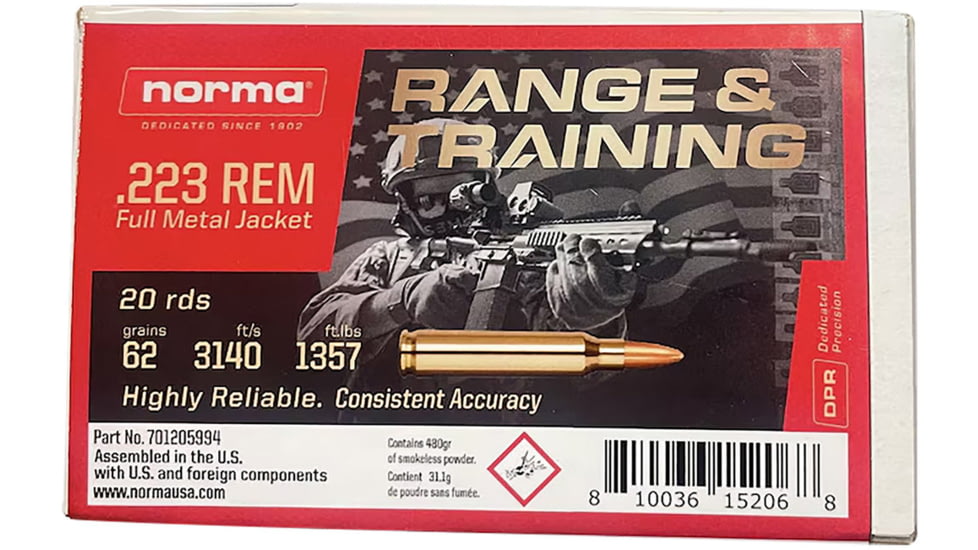 norma®
DEDICATED SINCE 1902
.223 REM
Full Metal Jacket
RANGE &
TRAINING
20 rds
grains ft/s ft.lbs
62 3140 1357
Highly Reliable. Consistent Accuracy
DPR Dedicated
Precision
Part No. 701205994
Assembled in the U.S.
with U.S. and foreign components
www.normausa.com
Contains 480gr
of smokeless powder.
Contient 31.1g
de poudre sans fumée.
8 10036 15206 8